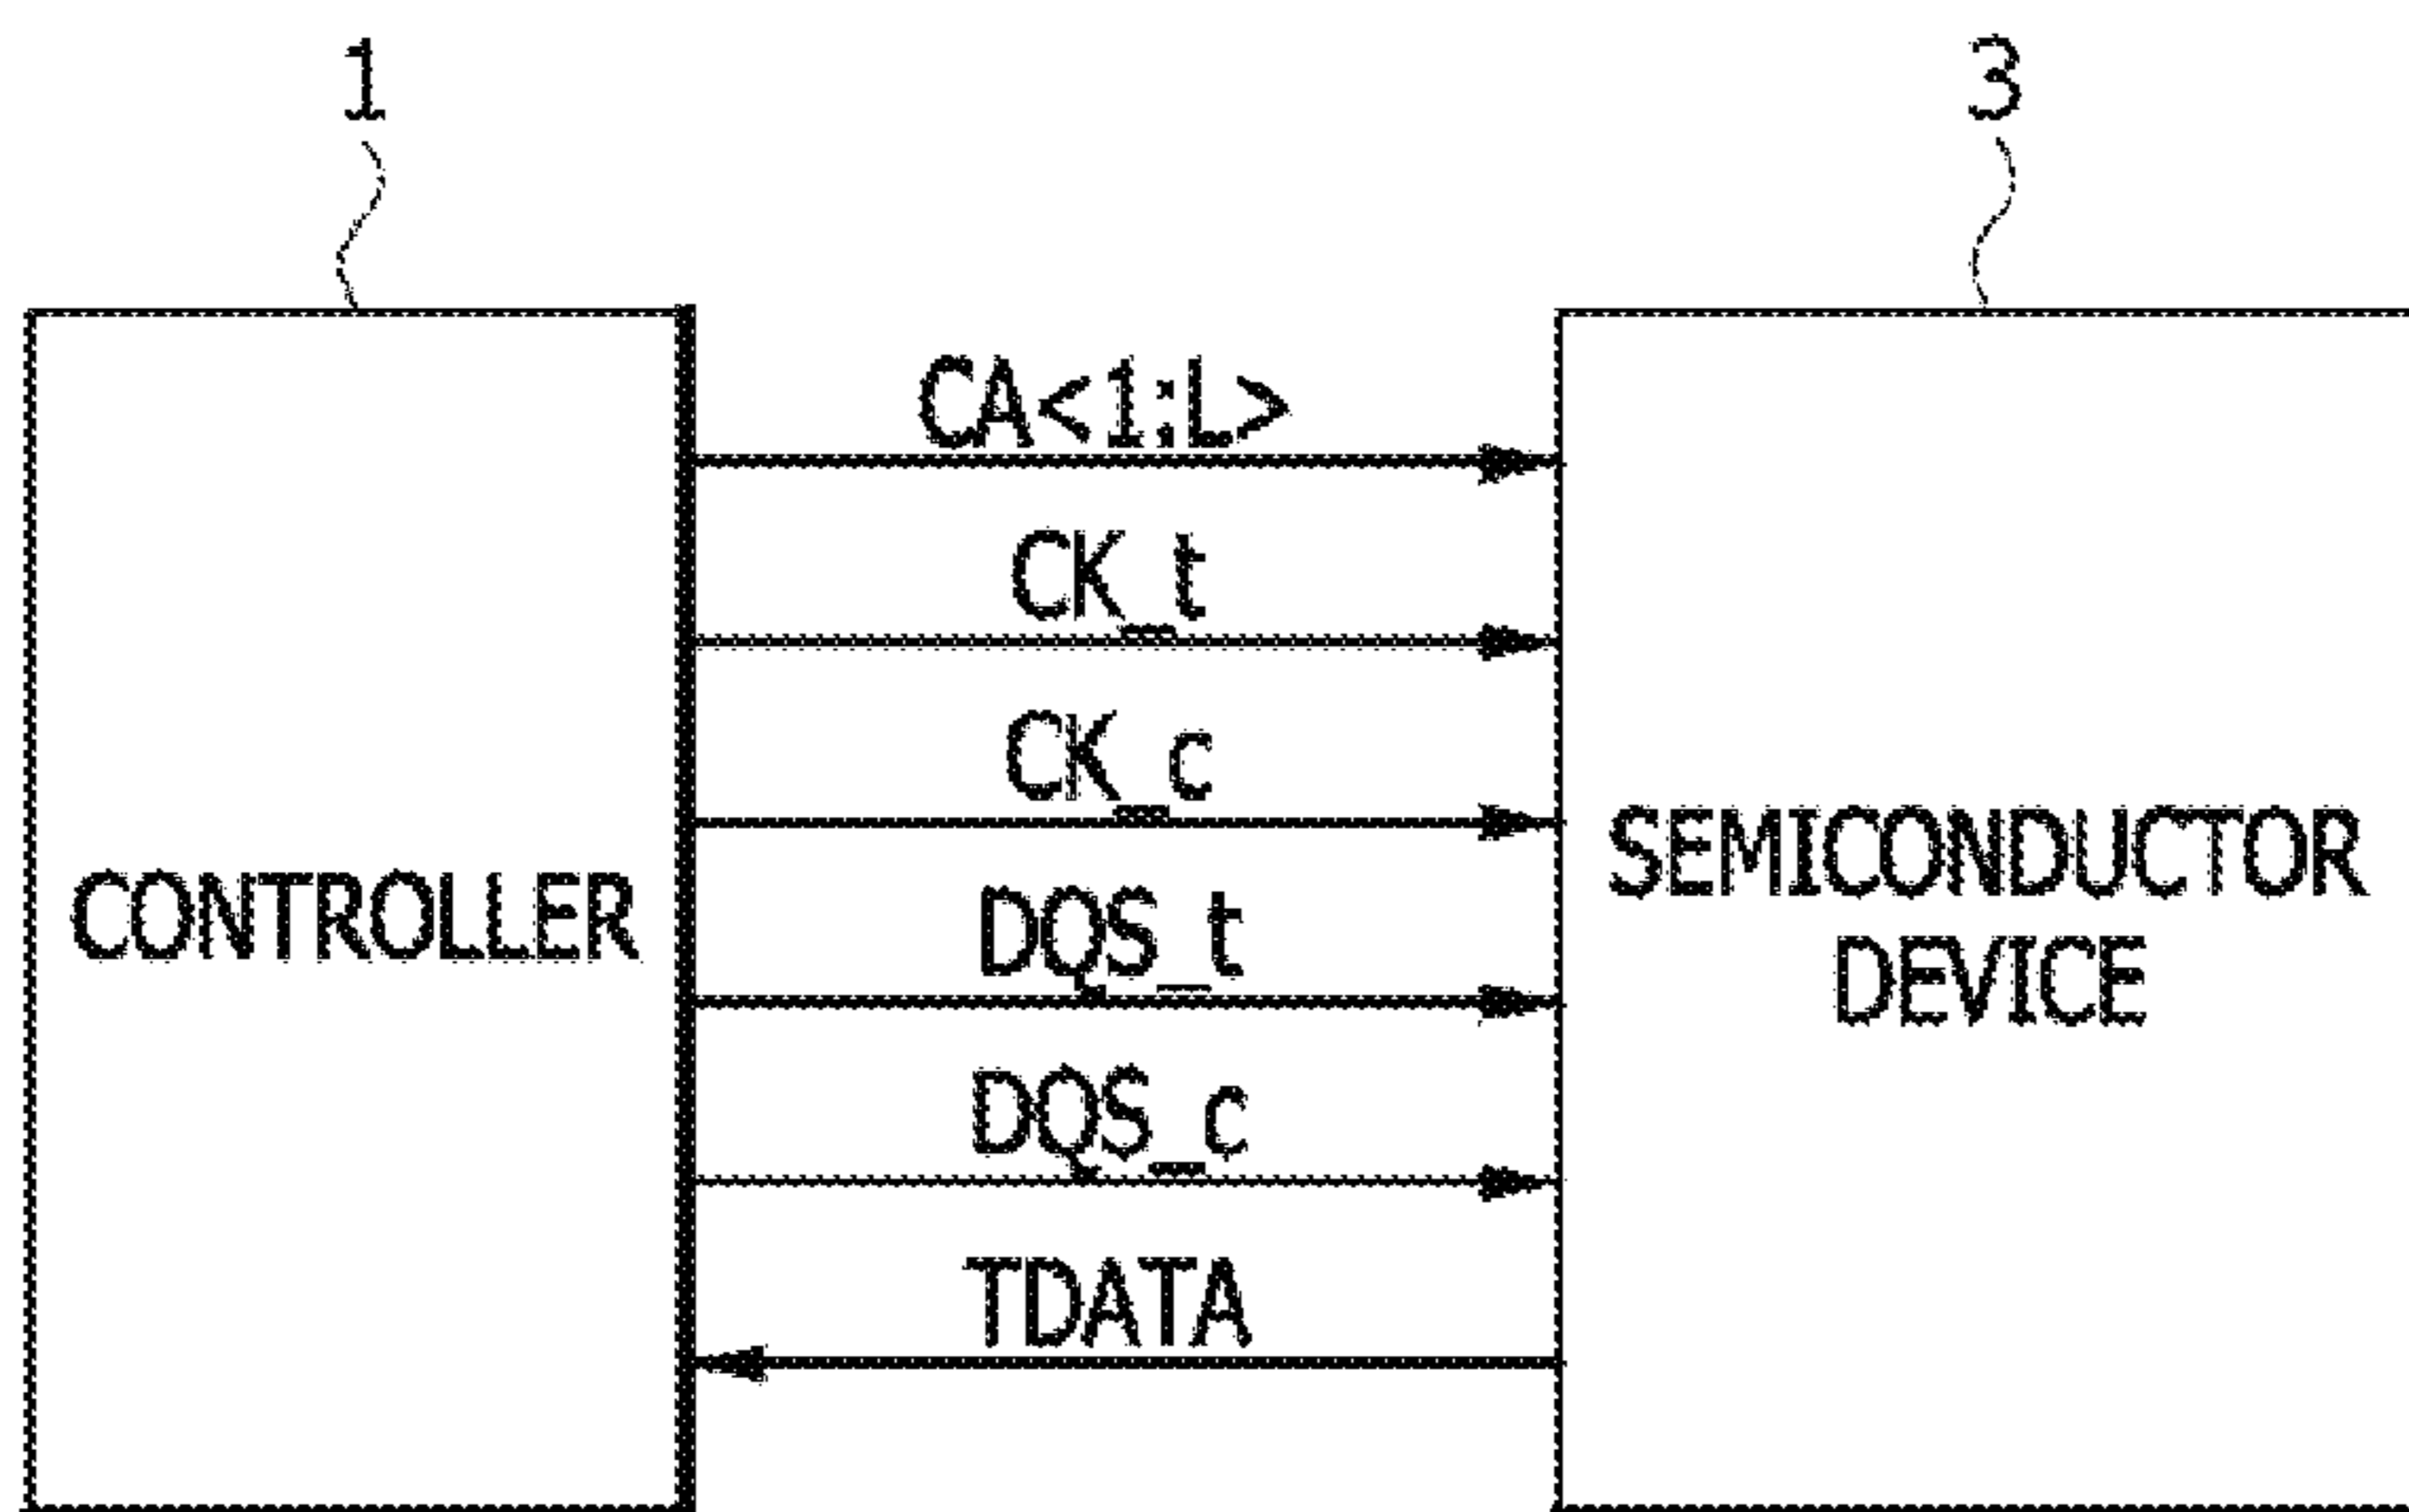 1
3
CA<1:L>
CK_t
CK_c
DQS_t
DQS_c
TDATA
CONTROLLER
SEMICONDUCTOR
DEVICE